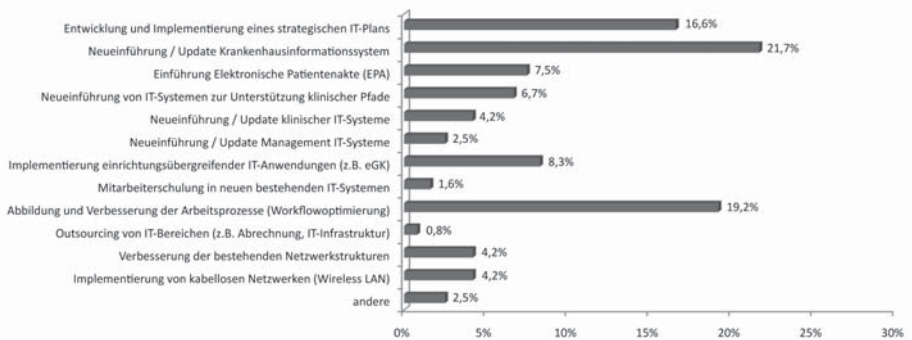 Entwicklung und Implementierung eines strategischen IT-Plans 16,6%
Neueinführung / Update Krankenhausinformationssystem 21,7%
Einführung Elektronische Patientenakte (EPA) 7,5%
Neueinführung von IT-Systemen zur Unterstützung klinischer Pfade 6,7%
Neueinführung / Update klinischer IT-Systeme 4,2%
Neueinführung / Update Management IT-Systeme 2,5%
Implementierung einrichtungsübergreifender IT-Anwendungen (z.B. eGK) 8,3%
Mitarbeiterschulung in neuen bestehenden IT-Systemen 1,6%
Abbildung und Verbesserung der Arbeitsprozesse (Workflowoptimierung) 19,2%
Outsourcing von IT-Bereichen (z.B. Abrechnung, IT-Infrastruktur) 0,8%
Verbesserung der bestehenden Netzwerkstrukturen 4,2%
Implementierung von kabellosen Netzwerken (Wireless LAN) 4,2%
andere 2,5%
0% 5% 10% 15% 20% 25% 30%